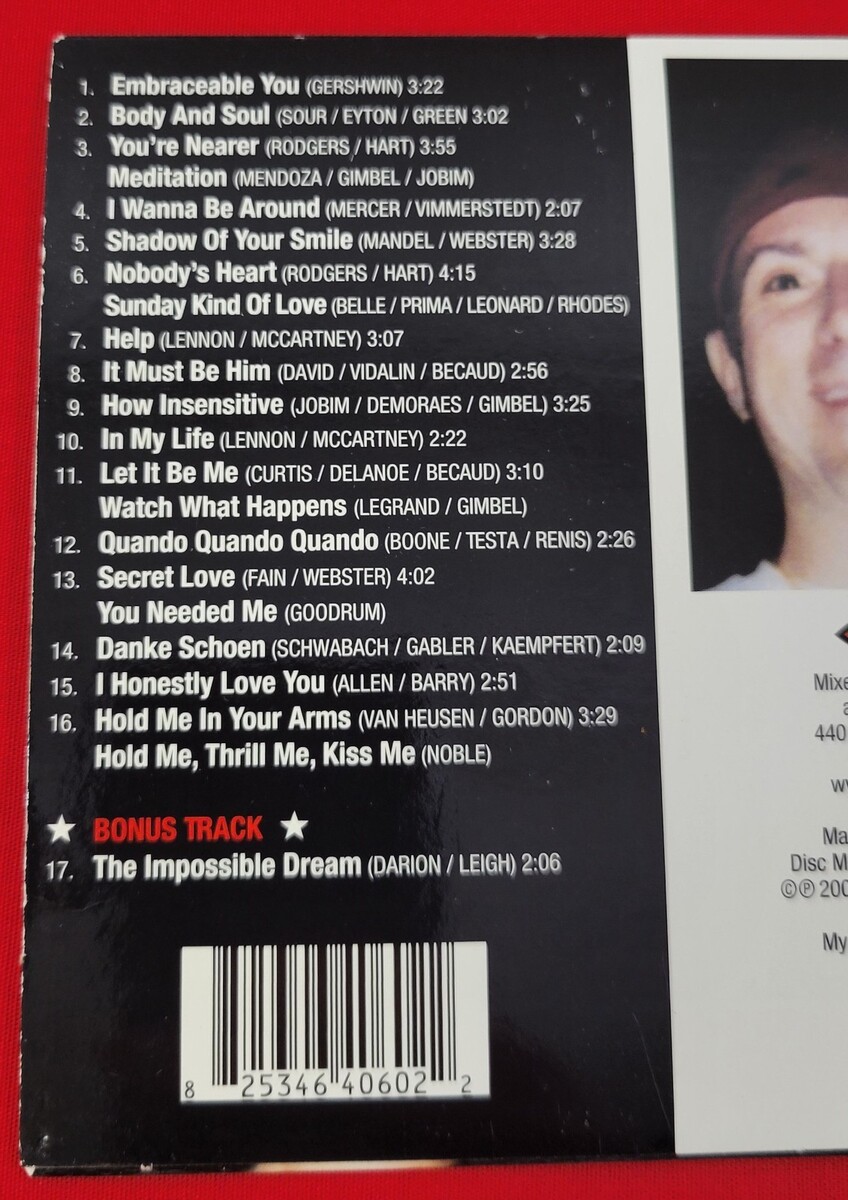 1. Embraceable You (GERSHWIN) 3:22
2. Body And Soul (SOUR / EYTON / GREEN 3:02
3. You're Nearer (RODGERS / HART) 3:55
Meditation (MENDOZA / GIMBEL / JOBIM)
4. I Wanna Be Around (MERCER / VIMMERSTEDT) 2:07
5. Shadow Of Your Smile (MANDEL / WEBSTER) 3:28
6. Nobody's Heart (RODGERS / HART) 4:15
Sunday Kind Of Love (BELLE / PRIMA / LEONARD / RHODES)
7. Help (LENNON / MCCARTNEY) 3:07
8. It Must Be Him (DAVID / VIDALIN / BECAUD) 2:56
9. How Insensitive (JOBIM / DEMORAES / GIMBEL) 3:25
10. In My Life (LENNON / MCCARTNEY) 2:22
11. Let It Be Me (CURTIS / DELANOE / BECAUD) 3:10
Watch What Happens (LEGRAND / GIMBEL)
12. Quando Quando Quando (BOONE / TESTA / RENIS) 2:26
13. Secret Love (FAIN / WEBSTER) 4:02
You Needed Me (GOODRUM)
14. Danke Schoen (SCHWABACH / GABLER / KAEMPFERT) 2:09
15. I Honestly Love You (ALLEN / BARRY) 2:51
16. Hold Me In Your Arms (VAN HEUSEN / GORDON) 3:29
Hold Me, Thrill Me, Kiss Me (NOBLE)
★ BONUS TRACK ★
17. The Impossible Dream (DARION / LEIGH) 2:06
8 25346 40602 2
Mixe
a
440
Ma
Disc M
©℗ 200
My